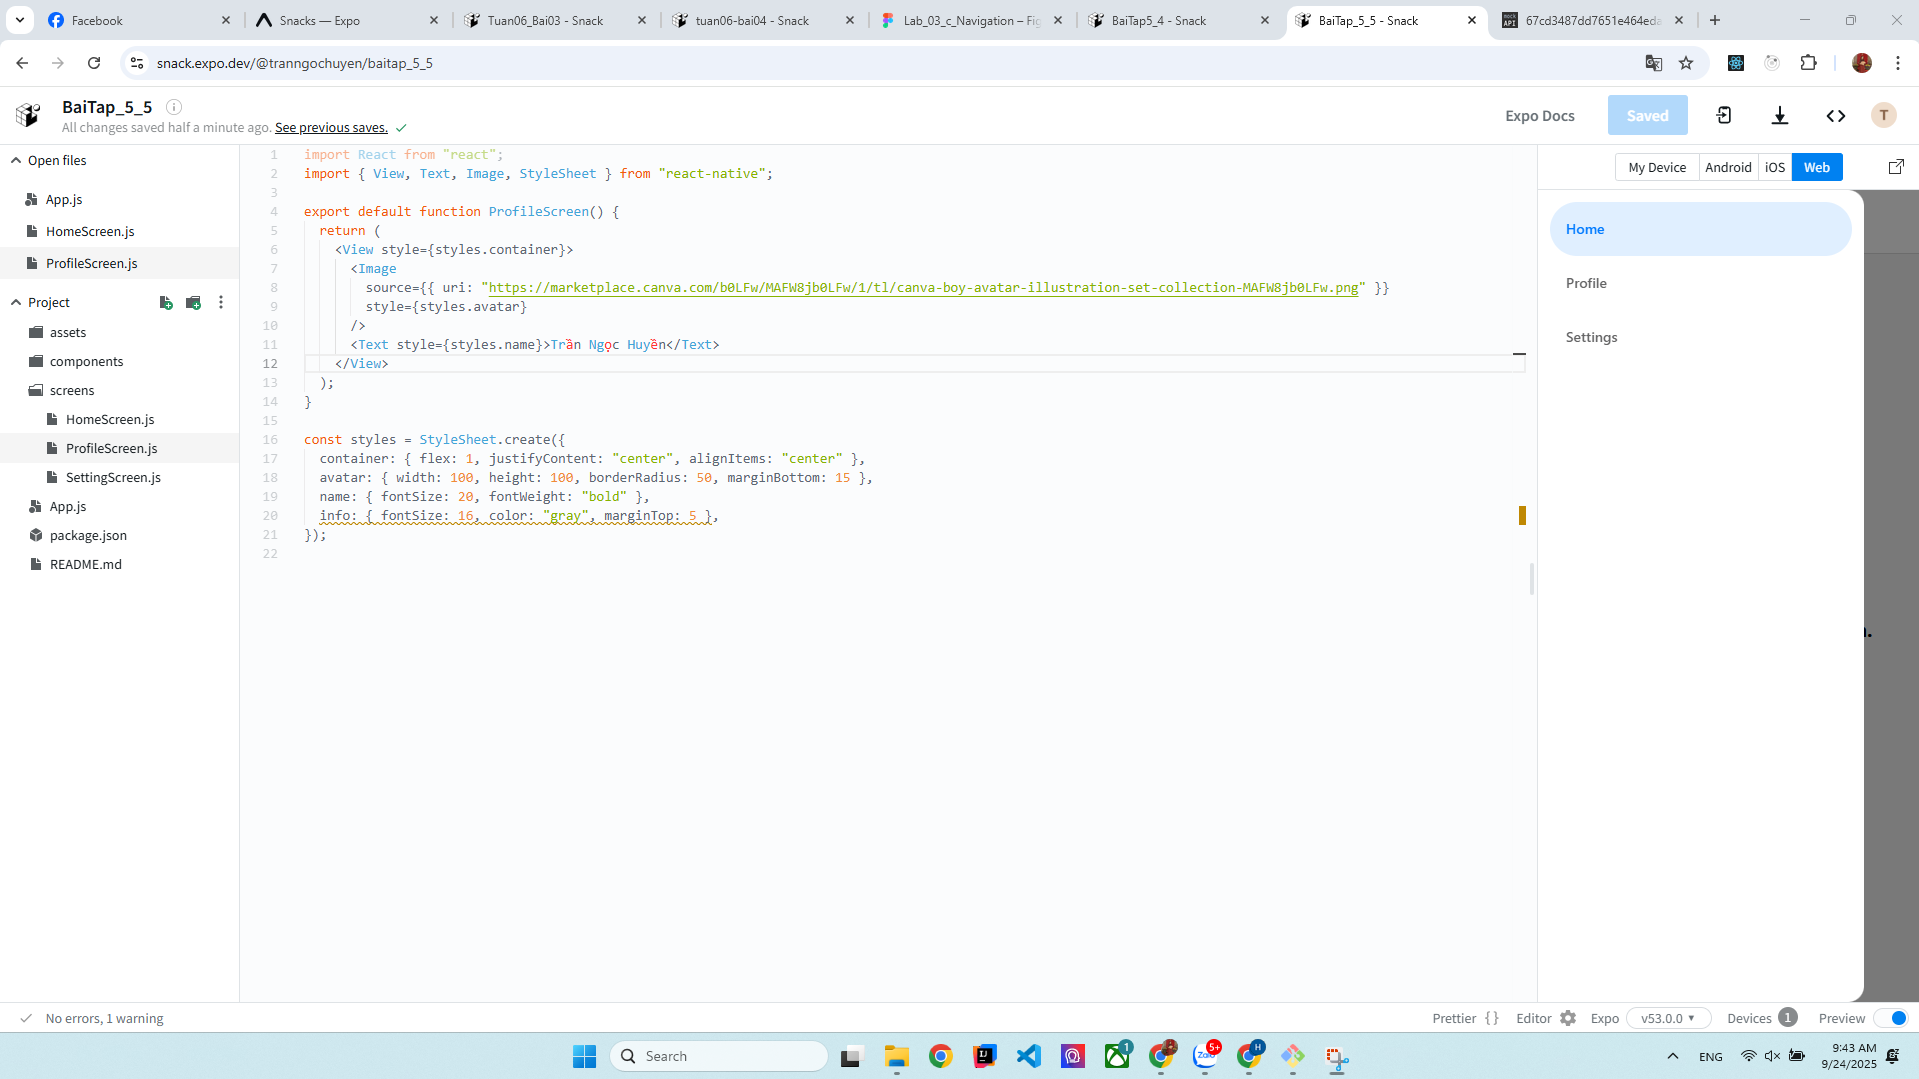 Facebook
Snacks — Expo
Tuan06_Bai03 - Snack
tuan06-bai04 - Snack
Lab_03_c_Navigation – Fig
BaiTap5_4 - Snack
BaiTap_5_5 - Snack
67cd3487dd7651e464eda
snack.expo.dev/@tranngochuyen/baitap_5_5
BaiTap_5_5
All changes saved half a minute ago. See previous saves.
Expo Docs
Saved
T
Open files
App.js
HomeScreen.js
ProfileScreen.js
Project
assets
components
screens
HomeScreen.js
ProfileScreen.js
SettingScreen.js
App.js
package.json
README.md
1 import React from "react";
2 import { View, Text, Image, StyleSheet } from "react-native";
3
4 export default function ProfileScreen() {
5 return (
6 <View style={styles.container}>
7 <Image
8 source={{ uri: "https://marketplace.canva.com/b0LFw/MAFW8jb0LFw/1/tl/canva-boy-avatar-illustration-set-collection-MAFW8jb0LFw.png" }}
9 style={styles.avatar}
10 />
11 <Text style={styles.name}>Trần Ngọc Huyền</Text>
12 </View>
13 );
14 }
15
16 const styles = StyleSheet.create({
17 container: { flex: 1, justifyContent: "center", alignItems: "center" },
18 avatar: { width: 100, height: 100, borderRadius: 50, marginBottom: 15 },
19 name: { fontSize: 20, fontWeight: "bold" },
20 info: { fontSize: 16, color: "gray", marginTop: 5 },
21 });
22
My Device
Android
iOS
Web
Home
Profile
Settings
No errors, 1 warning
Prettier { }
Editor
Expo
v53.0.0
Devices 1
Preview
Search
1
Zalo
5+
H
ENG
9:43 AM
9/24/2025